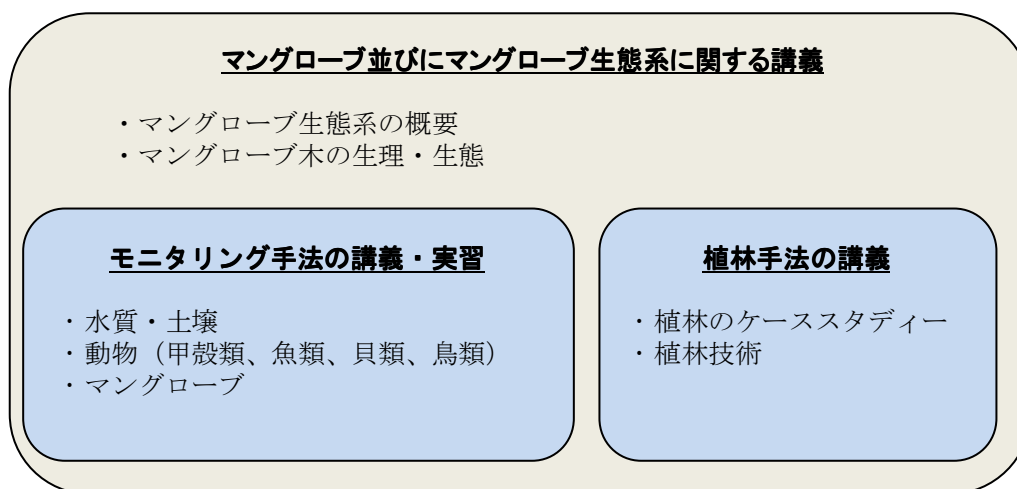 マングローブ並びにマングローブ生態系に関する講義
・マングローブ生態系の概要
・マングローブ木の生理・生態
モニタリング手法の講義・実習
・水質・土壌
・動物（甲殻類、魚類、貝類、鳥類）
・マングローブ
植林手法の講義
・植林のケーススタディー
・植林技術